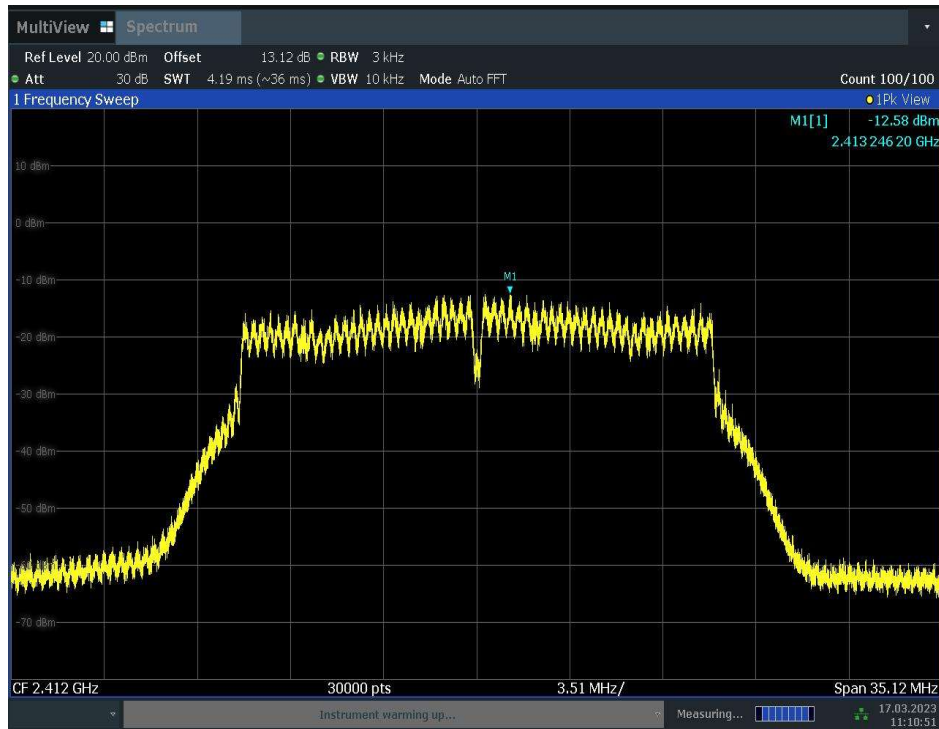 MultiView Spectrum
Ref Level 20.00 dBm Offset 13.12 dB RBW 3 kHz
Att 30 dB SWT 4.19 ms (~36 ms) VBW 10 kHz Mode Auto FFT Count 100/100
1 Frequency Sweep 1Pk View
M1[1] -12.58 dBm
2.413 246 20 GHz
10 dBm
0 dBm
M1
-10 dBm
-20 dBm
-30 dBm
-40 dBm
-50 dBm
-70 dBm
CF 2.412 GHz 30000 pts 3.51 MHz/ Span 35.12 MHz
Instrument warming up... Measuring... 17.03.2023
11:10:51